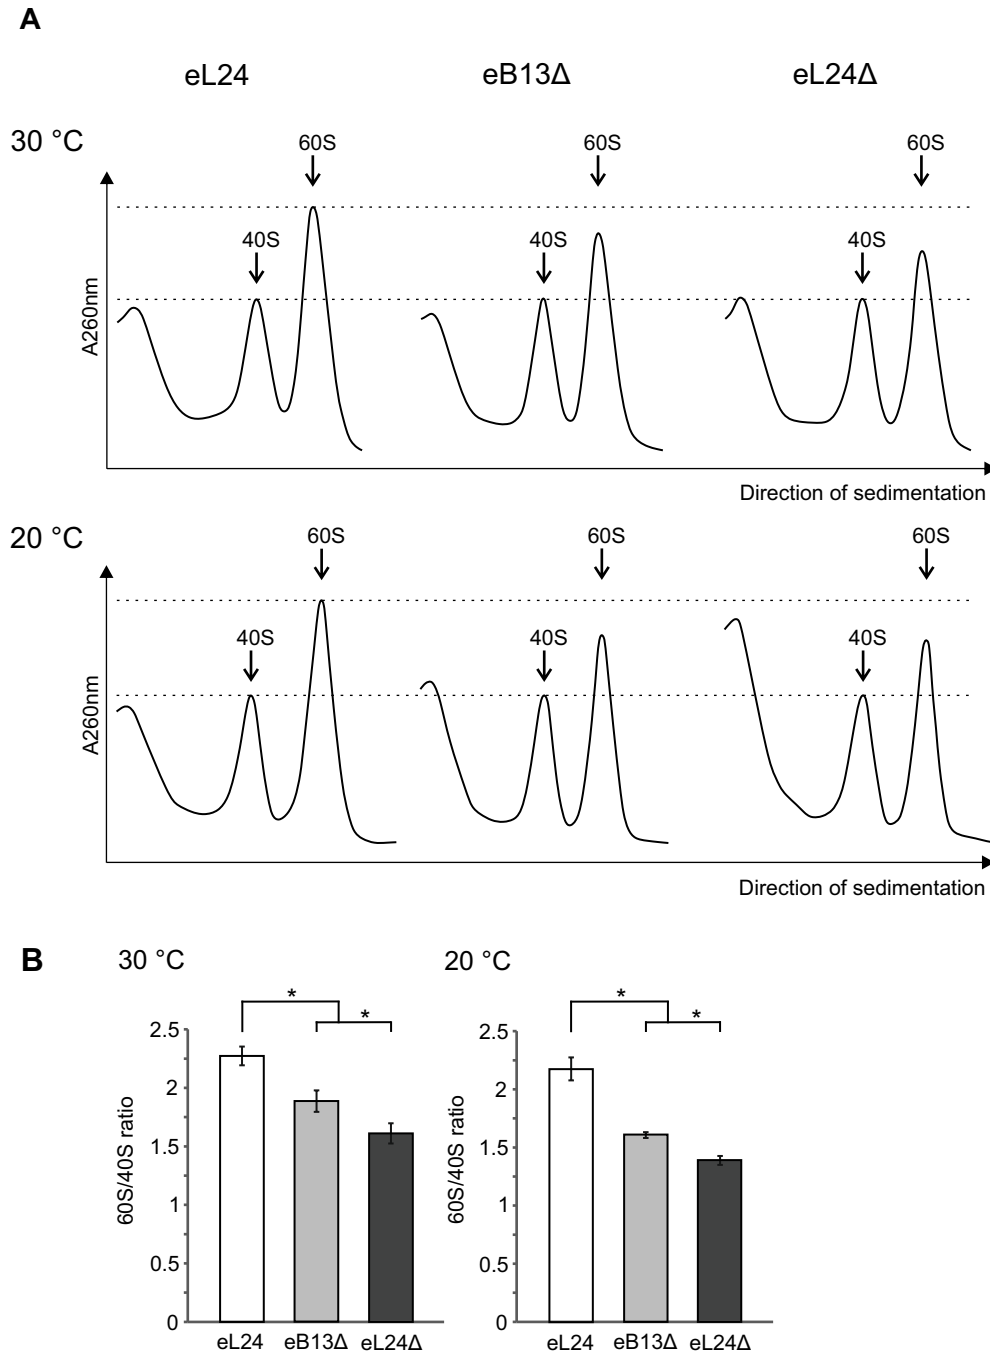 A
eL24 eB13Δ eL24Δ
30 °C
60S 60S 60S
40S 40S 40S
A260nm
Direction of sedimentation
20 °C
60S 60S 60S
40S 40S 40S
A260nm
Direction of sedimentation
B
30 °C 20 °C
* *
* *
60S/40S ratio
2.5
2
1.5
1
0.5
0
eL24 eB13Δ eL24Δ
60S/40S ratio
2.5
2
1.5
1
0.5
0
eL24 eB13Δ eL24Δ